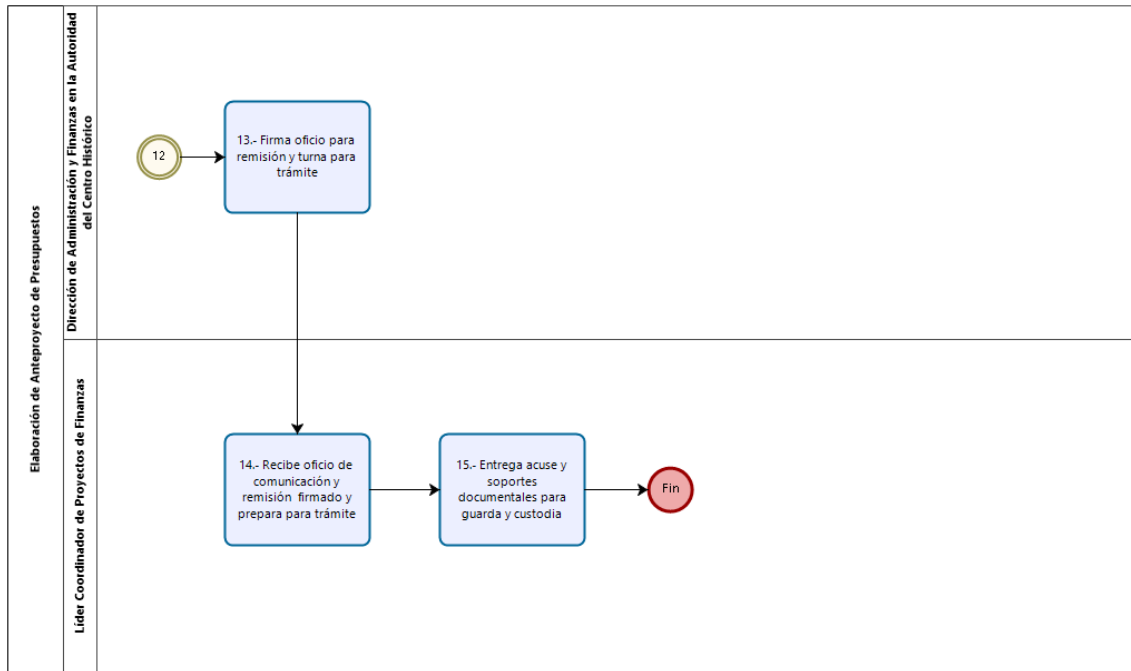 Elaboración de Anteproyecto de Presupuestos
Dirección de Administración y Finanzas en la Autoridad
del Centro Histórico
12
13.- Firma oficio para
remisión y turna para
trámite
Líder Coordinador de Proyectos de Finanzas
14.- Recibe oficio de
comunicación y
remisión firmado y
prepara para trámite
15.- Entrega acuse y
soportes
documentales para
guarda y custodia
Fin